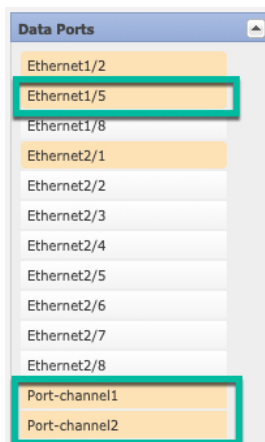 Data Ports
Ethernet1/2
Ethernet1/5
Ethernet1/8
Ethernet2/1
Ethernet2/2
Ethernet2/3
Ethernet2/4
Ethernet2/5
Ethernet2/6
Ethernet2/7
Ethernet2/8
Port-channel1
Port-channel2